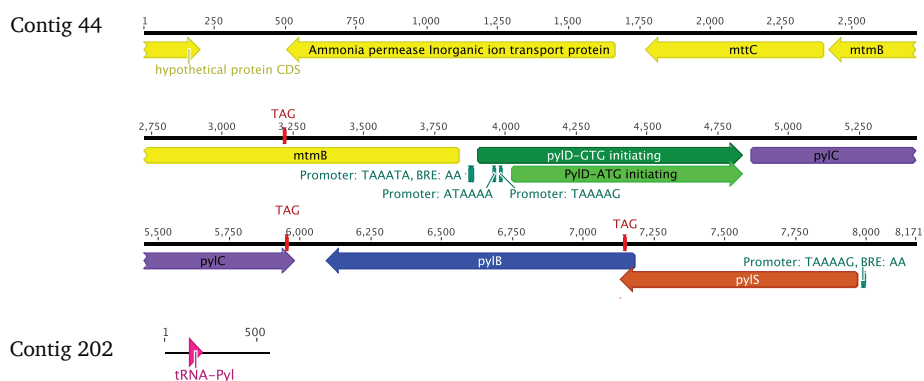 Contig 44
1 250 500 750 1,000 1,250 1,500 1,750 2,000 2,250 2,500
Ammonia permease Inorganic ion transport protein mttC mtmB
hypothetical protein CDS
TAG
2,750 3,000 3,250 3,500 3,750 4,000 4,250 4,500 4,750 5,000 5,250
mtmB pylD-GTG initiating pylC
Promoter: TAAATA, BRE: AA PylD-ATG initiating
Promoter: ATAAAA Promoter: TAAAAG
TAG TAG
5,500 5,750 6,000 6,250 6,500 6,750 7,000 7,250 7,500 7,750 8,000 8,171
pylC pylB Promoter: TAAAAG, BRE: AA
pylS
Contig 202
1 500
tRNA-Pyl